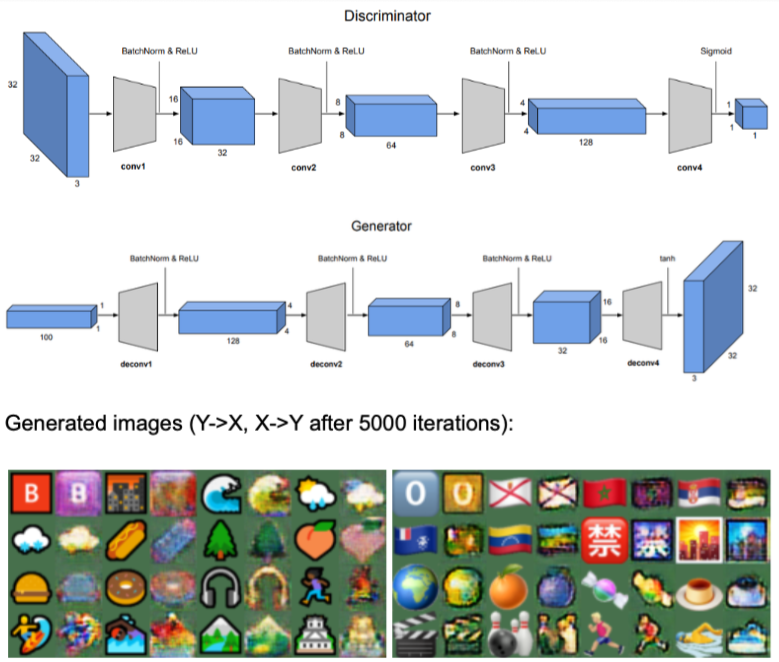 Discriminator
BatchNorm & ReLU BatchNorm & ReLU BatchNorm & ReLU Sigmoid
32 32 3
conv1
16 16 32
conv2
8 8 64
conv3
4 4 128
conv4
1 1 1
Generator
BatchNorm & ReLU BatchNorm & ReLU BatchNorm & ReLU tanh
100 1 1
deconv1
128 4 4
deconv2
64 8 8
deconv3
32 16 16
deconv4
3 32 32
Generated images (Y->X, X->Y after 5000 iterations):
B B
0 0
禁 禁